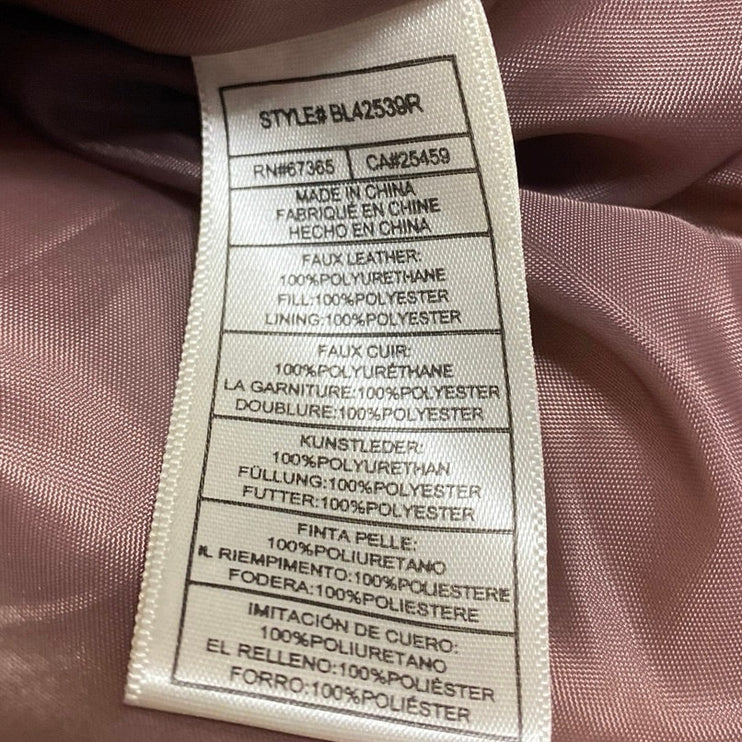 STYLE# BL42539R
RN#67365 CA#25459
MADE IN CHINA
FABRIQUÉ EN CHINE
HECHO EN CHINA
FAUX LEATHER:
100%POLYURETHANE
FILL:100%POLYESTER
LINING:100%POLYESTER
FAUX CUIR:
100%POLYURÉTHANE
LA GARNITURE:100%POLYESTER
DOUBLURE:100%POLYESTER
KUNSTLEDER:
100%POLYURETHAN
FÜLLUNG:100%POLYESTER
FUTTER:100%POLYESTER
FINTA PELLE:
100%POLIURETANO
IL RIEMPIMENTO:100%POLIESTERE
FODERA:100%POLIESTERE
IMITACIÓN DE CUERO:
100%POLIURETANO
EL RELLENO:100%POLIÉSTER
FORRO:100%POLIÉSTER